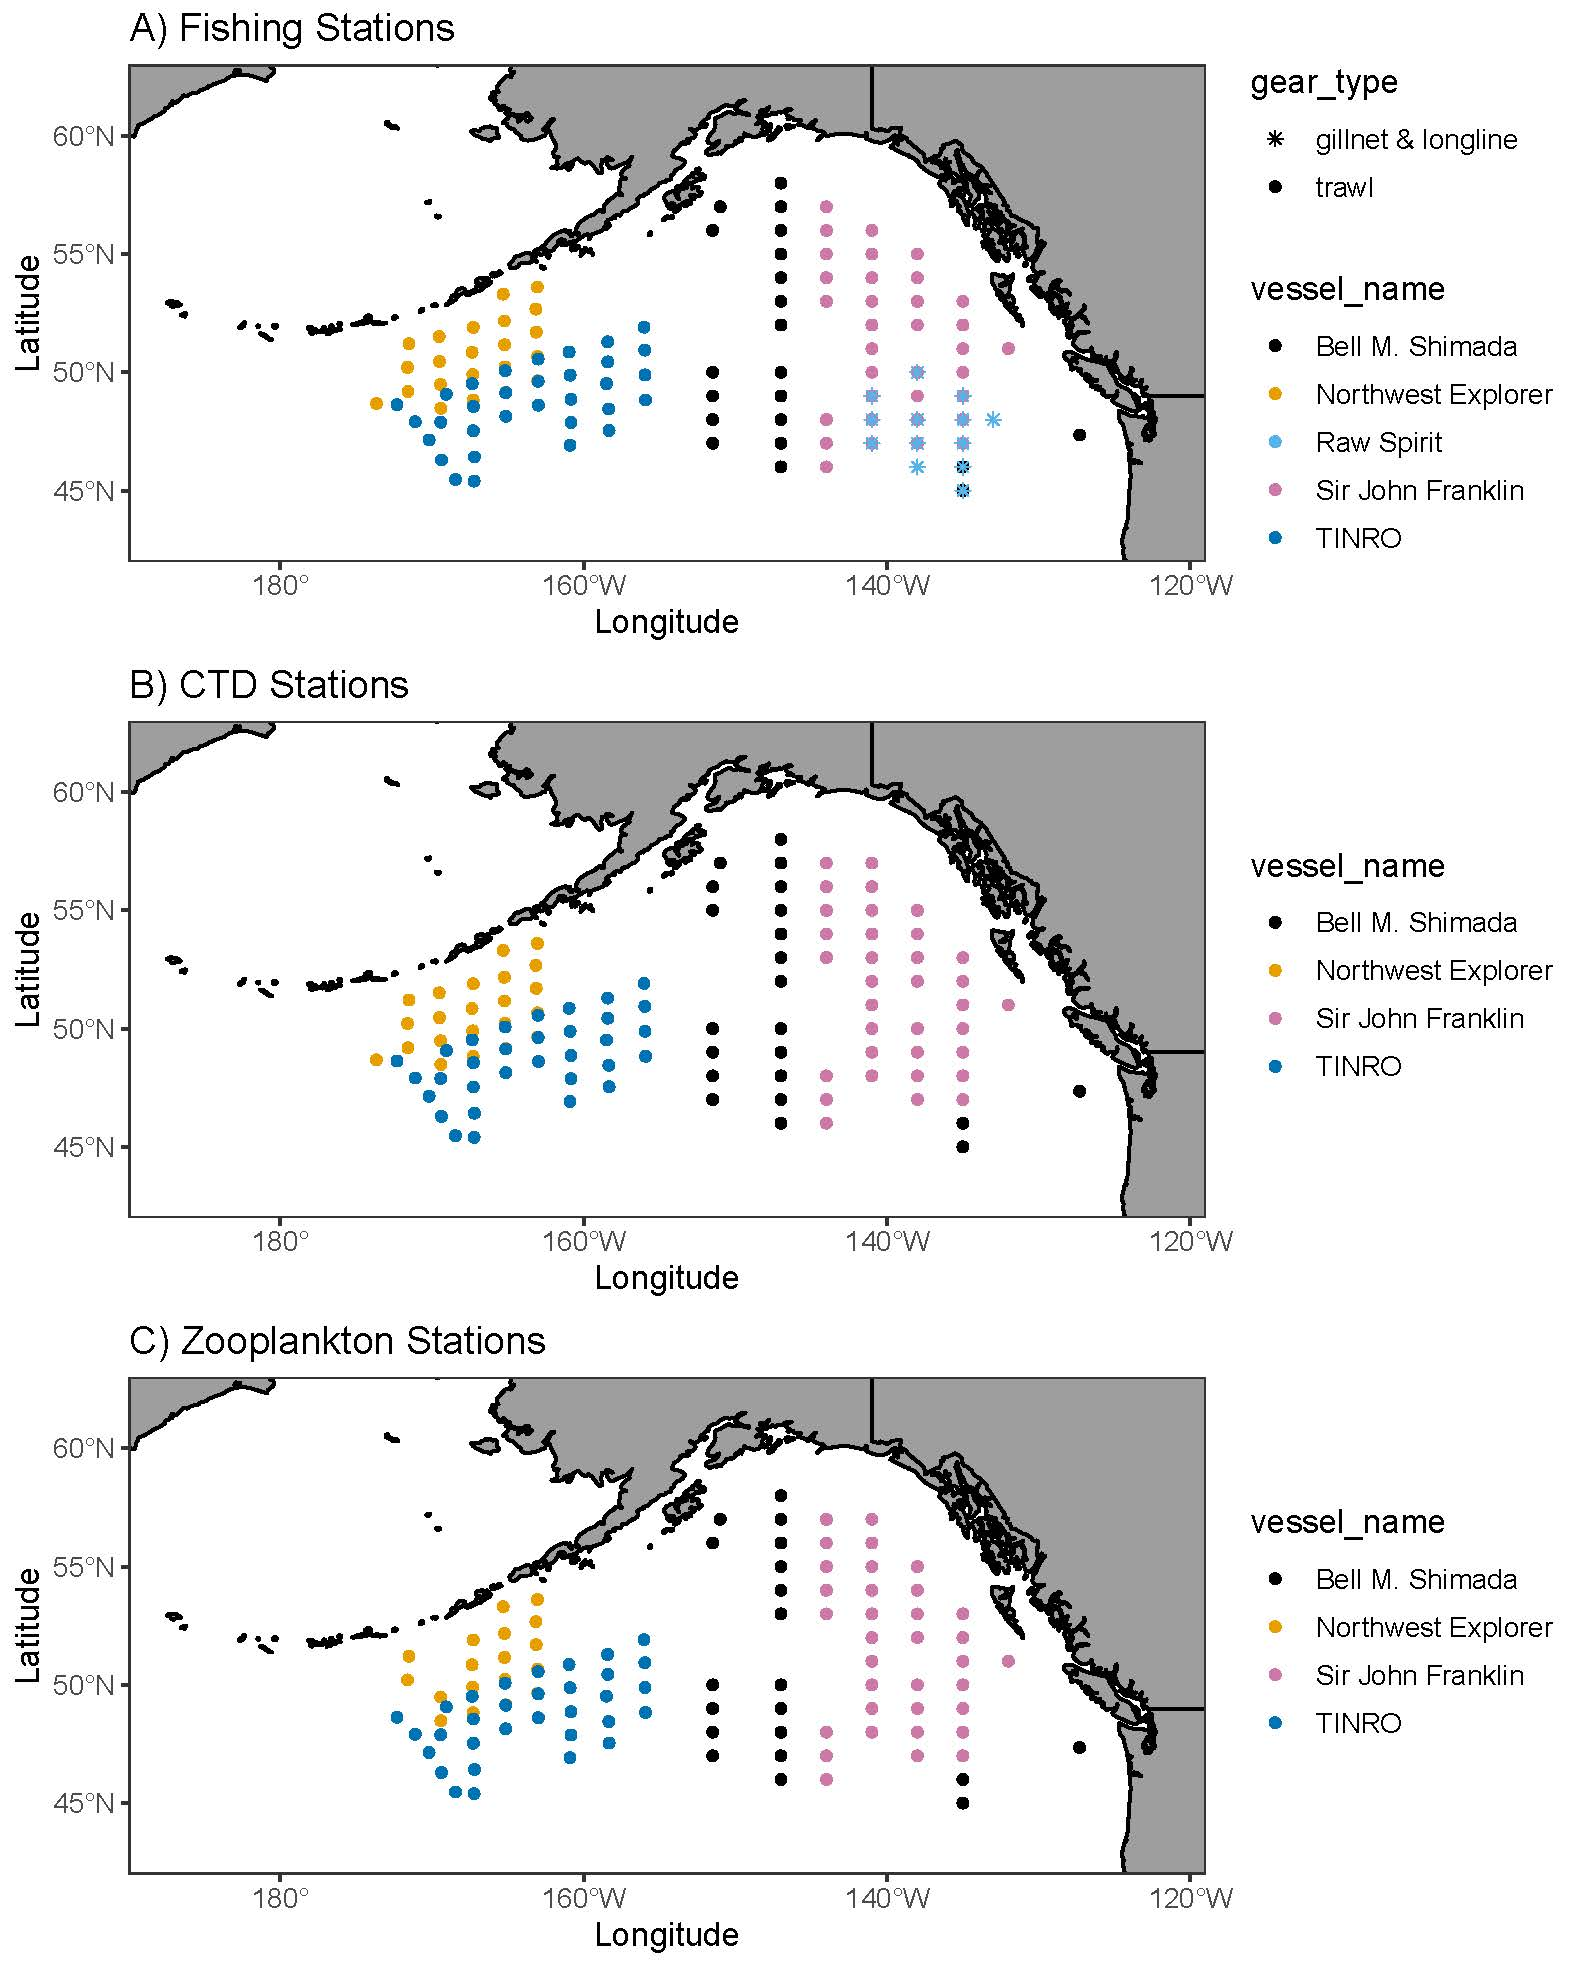 A) Fishing Stations
60°N
55°N
50°N
45°N
Latitude
180°
160°W
140°W
120°W
Longitude
gear_type
gillnet & longline
trawl
vessel_name
Bell M. Shimada
Northwest Explorer
Raw Spirit
Sir John Franklin
TINRO
B) CTD Stations
60°N
55°N
50°N
45°N
Latitude
180°
160°W
140°W
120°W
Longitude
vessel_name
Bell M. Shimada
Northwest Explorer
Sir John Franklin
TINRO
C) Zooplankton Stations
60°N
55°N
50°N
45°N
Latitude
180°
160°W
140°W
120°W
Longitude
vessel_name
Bell M. Shimada
Northwest Explorer
Sir John Franklin
TINRO